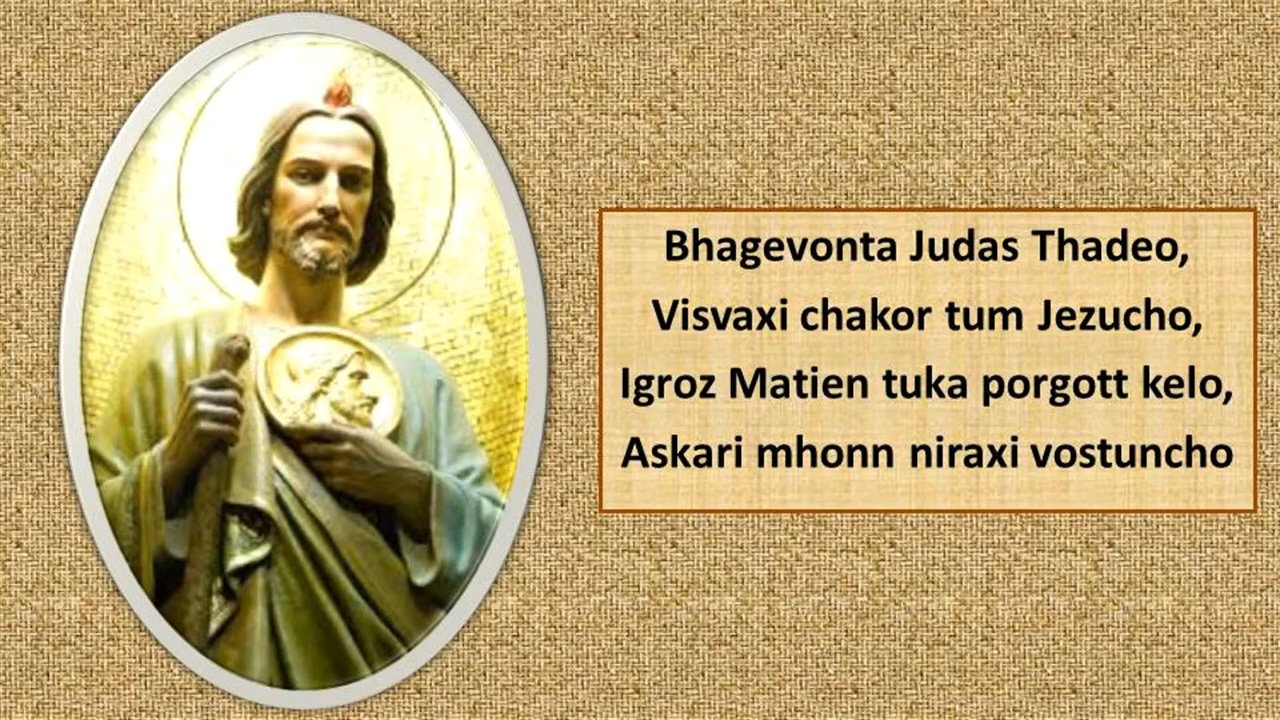 Bhagevonta Judas Thadeo,
Visvaxi chakor tum Jezucho,
Igroz Matien tuka porgott kelo,
Askari mhonn niraxi vostuncho